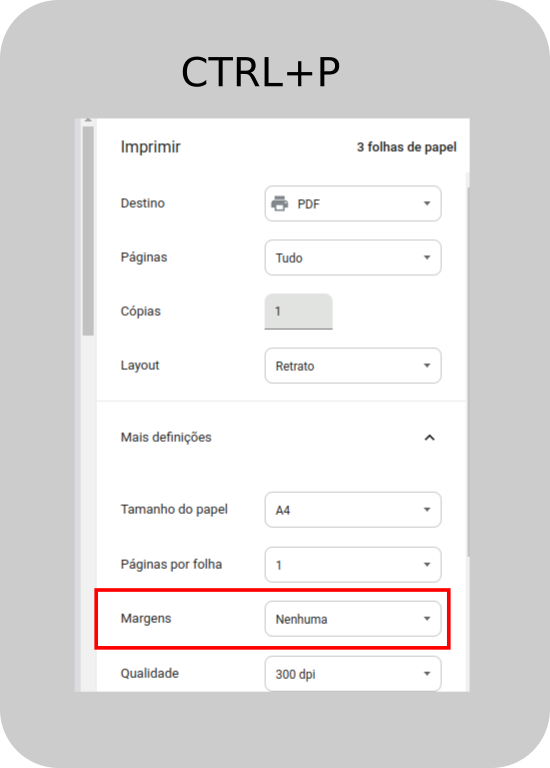 CTRL+P
Imprimir 3 folhas de papel
Destino PDF
Páginas Tudo
Cópias 1
Layout Retrato
Mais definições
Tamanho do papel A4
Páginas por folha 1
Margens Nenhuma
Qualidade 300 dpi